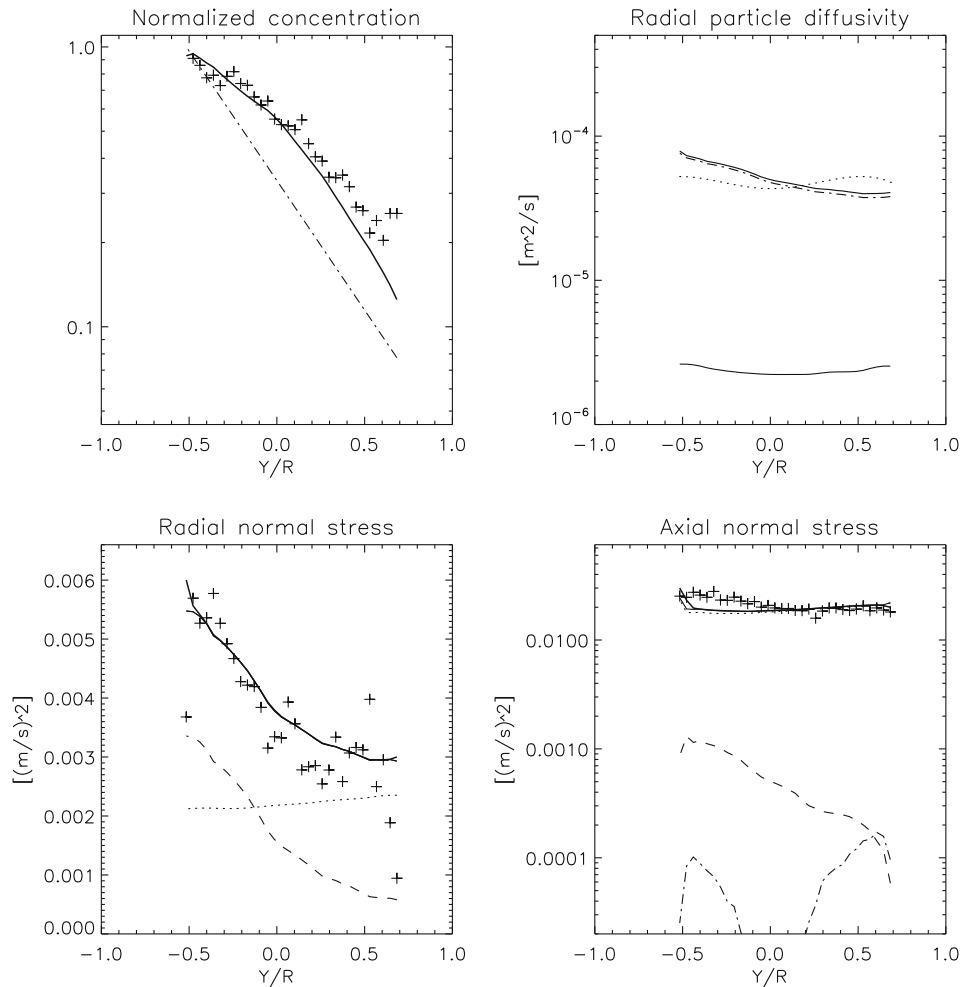 Normalized concentration
1.0
0.1
−1.0 −0.5 0.0 0.5 1.0
Y/R
Radial particle diffusivity
[m^2/s]
10−4
10−5
10−6
−1.0 −0.5 0.0 0.5 1.0
Y/R
Radial normal stress
[(m/s)^2]
0.006
0.005
0.004
0.003
0.002
0.001
0.000
−1.0 −0.5 0.0 0.5 1.0
Y/R
Axial normal stress
[(m/s)^2]
0.0100
0.0010
0.0001
−1.0 −0.5 0.0 0.5 1.0
Y/R